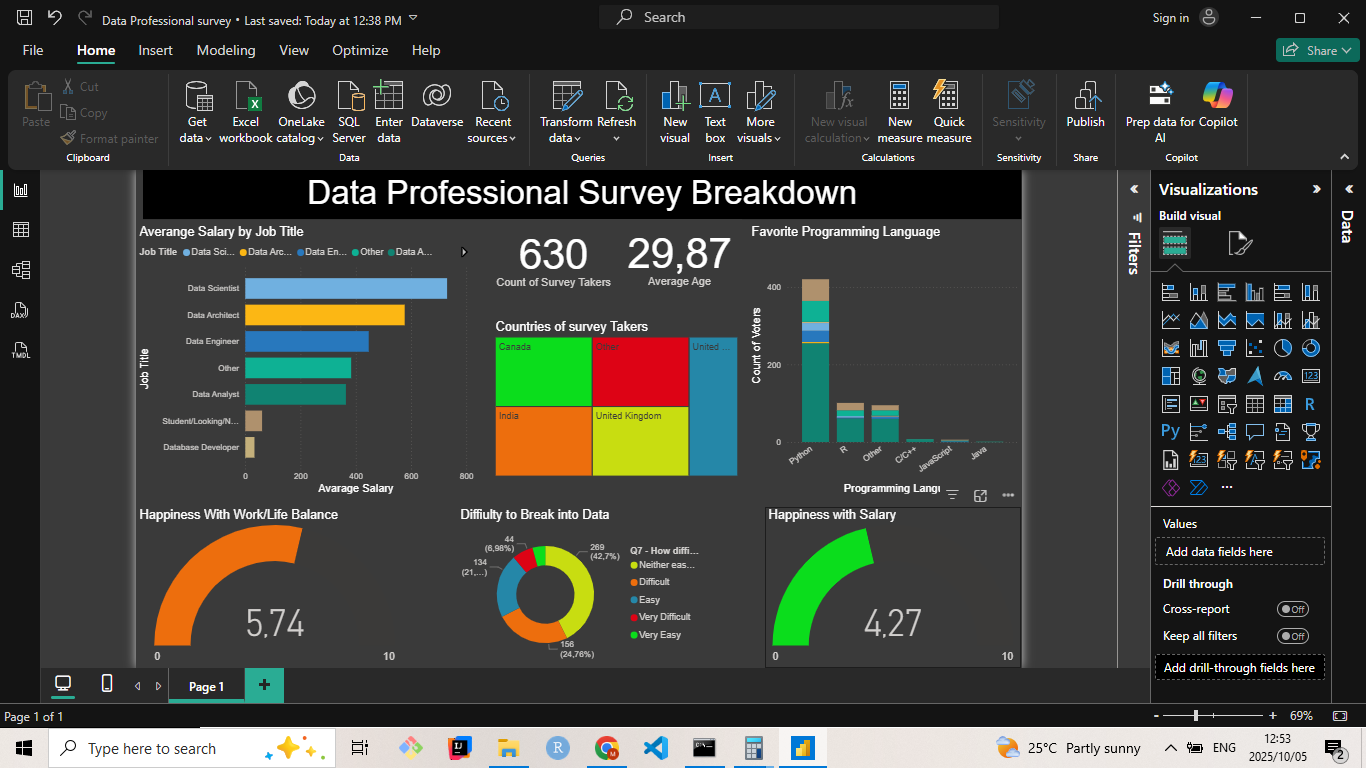 Data Professional survey • Last saved: Today at 12:38 PM
Search
Sign in
File Home Insert Modeling View Optimize Help
Share
Paste
Cut
Copy
Format painter
Clipboard
Get data
Excel workbook
OneLake catalog
SQL Server
Enter data
Dataverse
Recent sources
Data
Transform data
Refresh
Queries
New visual
Text box
More visuals
Insert
New visual calculation
New measure
Quick measure
Calculations
Sensitivity
Sensitivity
Publish
Share
Prep data for AI
Copilot
Copilot
Data Professional Survey Breakdown
Averange Salary by Job Title
Job Title Data Sci... Data Arc... Data En... Other Data A...
Job Title
Data Scientist
Data Architect
Data Engineer
Other
Data Analyst
Student/Looking/N...
Database Developer
0 200 400 600 800
Avarage Salary
630
Count of Survey Takers
29,87
Average Age
Countries of survey Takers
Canada
Other
United ...
India
United Kingdom
Favorite Programming Language
Count of Voters
400
200
0
Python
R
Other
C/C++
JavaScript
Java
Programming Langu
Happiness With Work/Life Balance
5,74
0 10
Diffiulty to Break into Data
44
(6,98%)
134
(21,...)
269
(42,7%)
156
(24,76%)
Q7 - How diffi...
Neither eas...
Difficult
Easy
Very Difficult
Very Easy
Happiness with Salary
4,27
0 10
Filters
Visualizations
Build visual
123
R
Py
123
Values
Add data fields here
Drill through
Cross-report
Off
Keep all filters
Off
Add drill-through fields here
Data
DAX
TMDL
Page 1
Page 1 of 1
- + 69%
Type here to search
25°C Partly sunny
ENG
12:53
2025/10/05
2